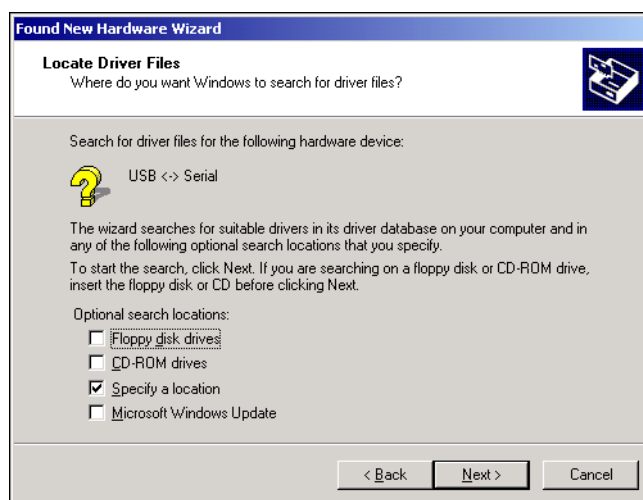 Found New Hardware Wizard
Locate Driver Files
Where do you want Windows to search for driver files?
Search for driver files for the following hardware device:
USB <-> Serial
The wizard searches for suitable drivers in its driver database on your computer and in
any of the following optional search locations that you specify.
To start the search, click Next. If you are searching on a floppy disk or CD-ROM drive,
insert the floppy disk or CD before clicking Next.
Optional search locations:
Floppy disk drives
CD-ROM drives
Specify a location
Microsoft Windows Update
< Back Next > Cancel